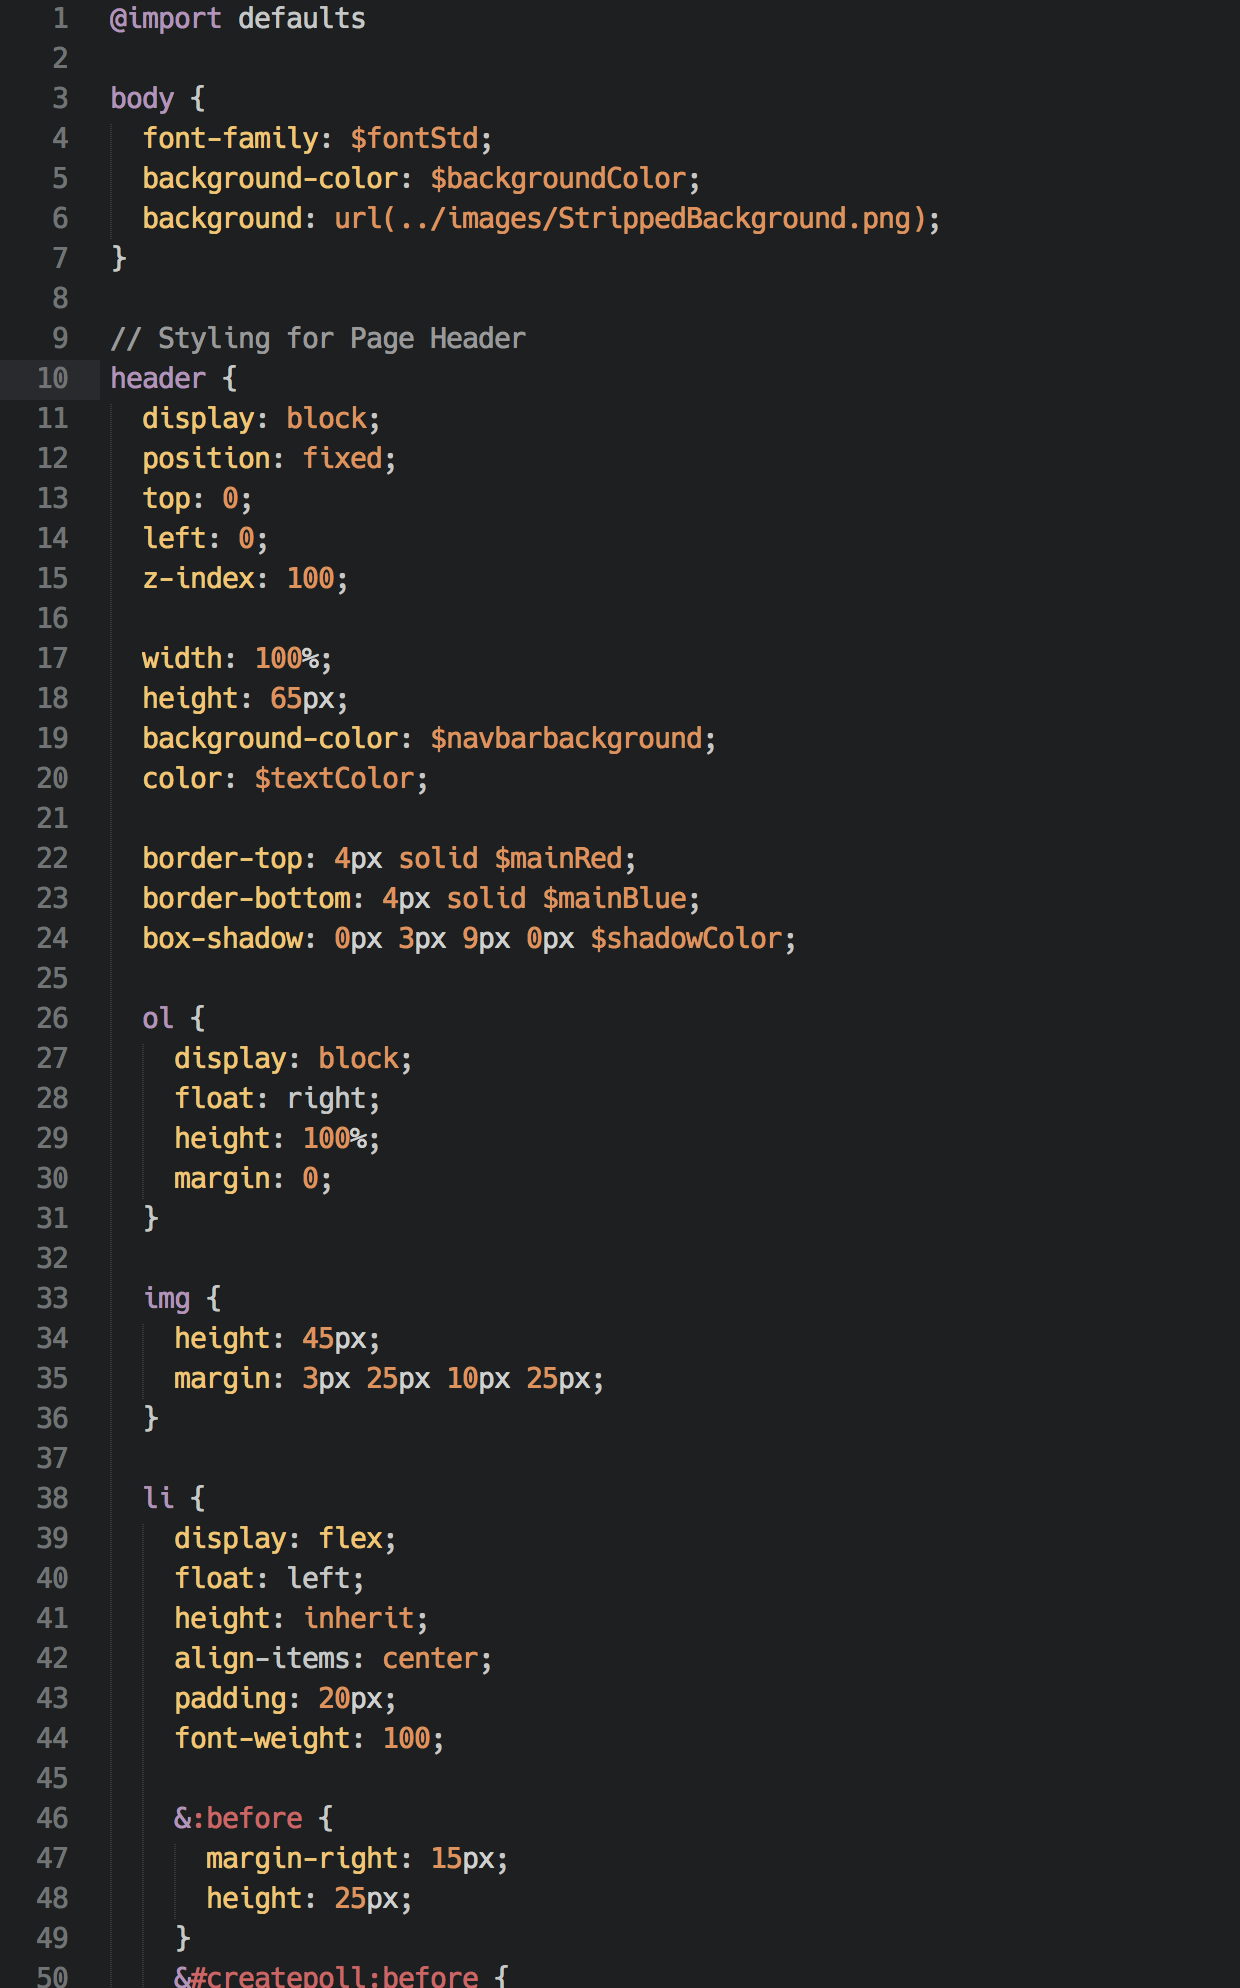 1 @import defaults
2
3 body {
4 font-family: $fontStd;
5 background-color: $backgroundColor;
6 background: url(../images/StrippedBackground.png);
7 }
8
9 // Styling for Page Header
10 header {
11 display: block;
12 position: fixed;
13 top: 0;
14 left: 0;
15 z-index: 100;
16
17 width: 100%;
18 height: 65px;
19 background-color: $navbarbackground;
20 color: $textColor;
21
22 border-top: 4px solid $mainRed;
23 border-bottom: 4px solid $mainBlue;
24 box-shadow: 0px 3px 9px 0px $shadowColor;
25
26 ol {
27 display: block;
28 float: right;
29 height: 100%;
30 margin: 0;
31 }
32
33 img {
34 height: 45px;
35 margin: 3px 25px 10px 25px;
36 }
37
38 li {
39 display: flex;
40 float: left;
41 height: inherit;
42 align-items: center;
43 padding: 20px;
44 font-weight: 100;
45
46 &:before {
47 margin-right: 15px;
48 height: 25px;
49 }
50 &#createpoll:before {